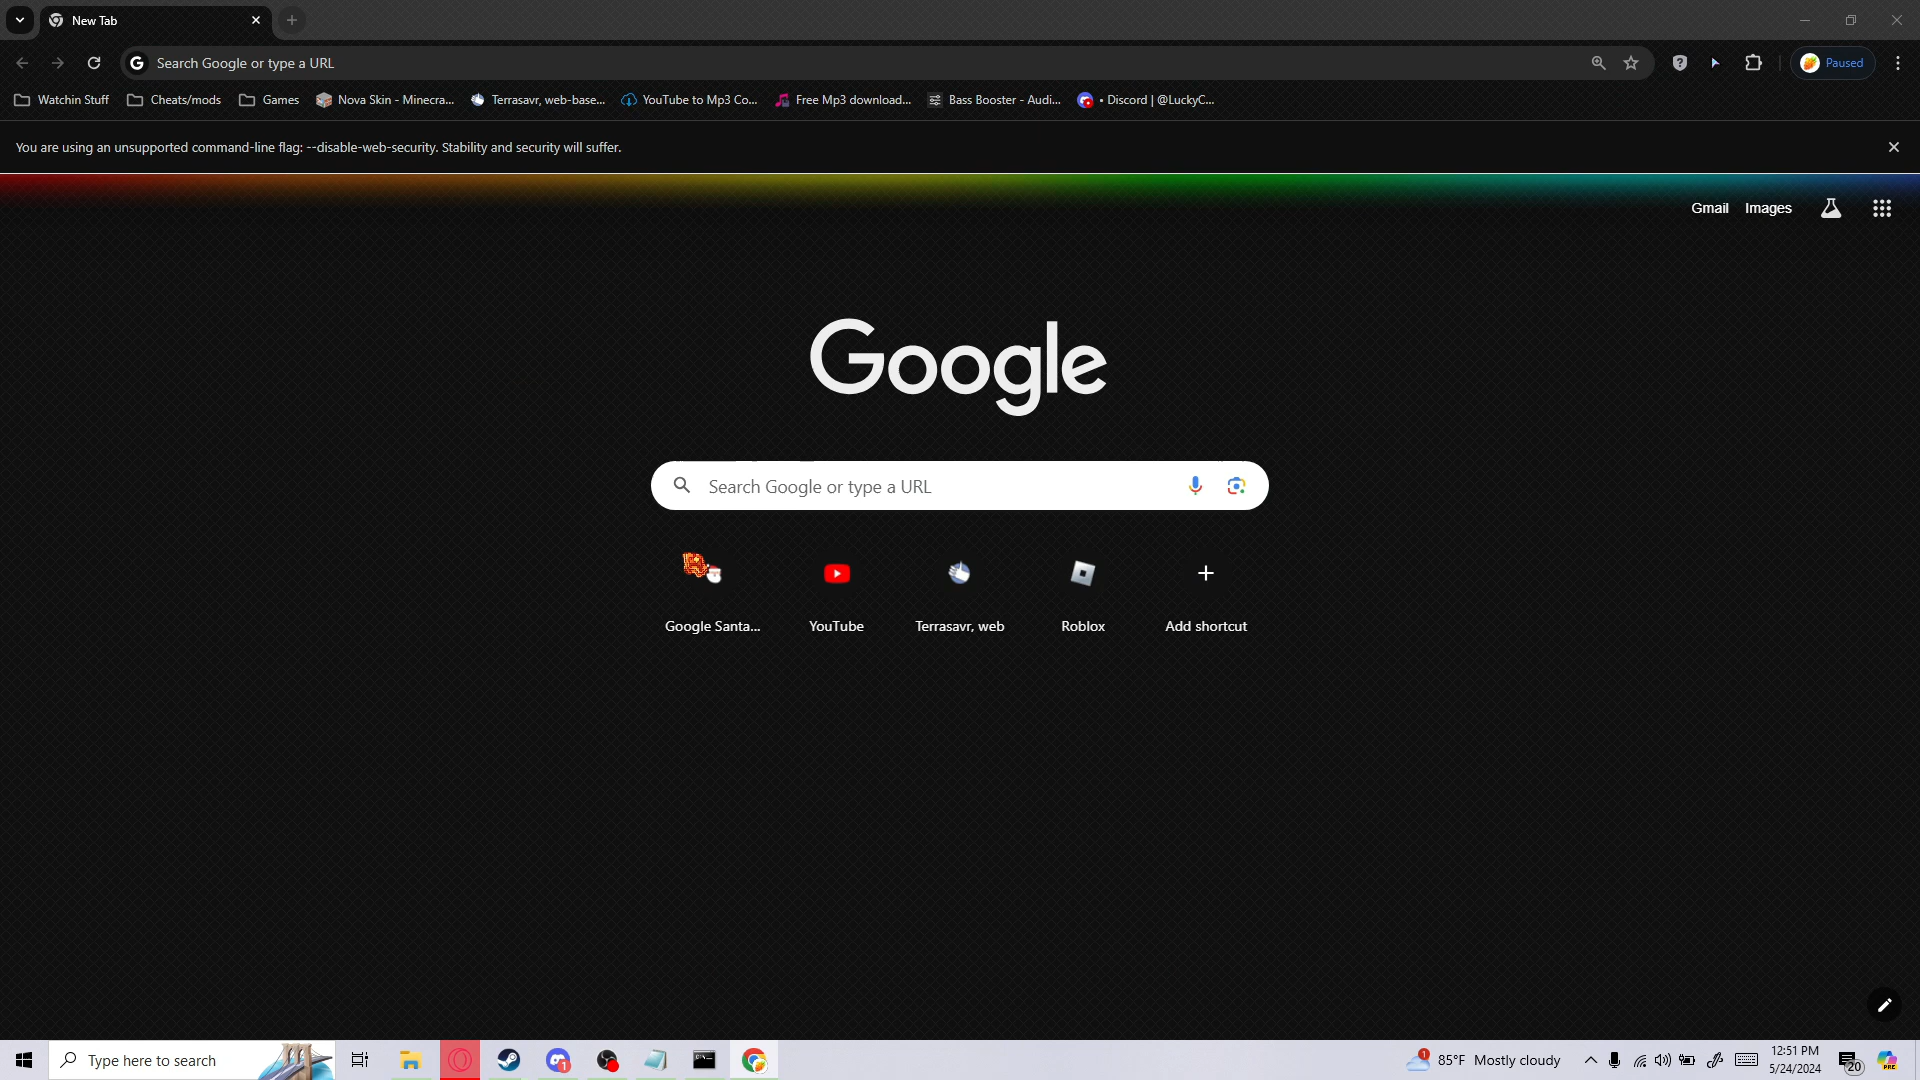 New Tab
Search Google or type a URL
Paused
Watchin Stuff
Cheats/mods
Games
Nova Skin - Minecra...
Terrasavr, web-base...
YouTube to Mp3 Co...
Free Mp3 download...
Bass Booster - Audi...
• Discord | @LuckyC...
You are using an unsupported command-line flag: --disable-web-security. Stability and security will suffer.
Gmail
Images
Google
Search Google or type a URL
Google Santa...
YouTube
Terrasavr, web
Roblox
Add shortcut
Type here to search
1
1
85°F Mostly cloudy
12:51 PM
5/24/2024
20
PRE